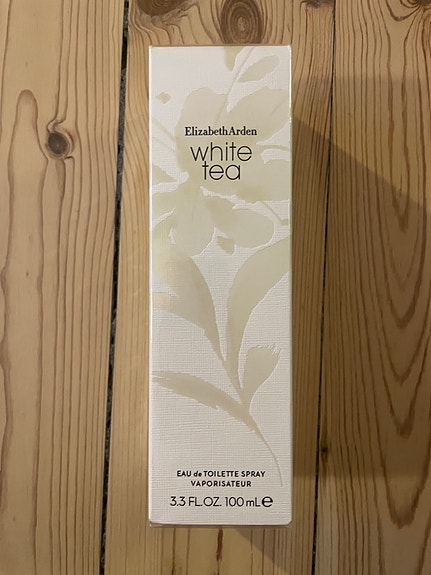 ElizabethArden
white
tea
EAU de TOILETTE SPRAY
VAPORISATEUR
3.3 FL.OZ. 100 mL e